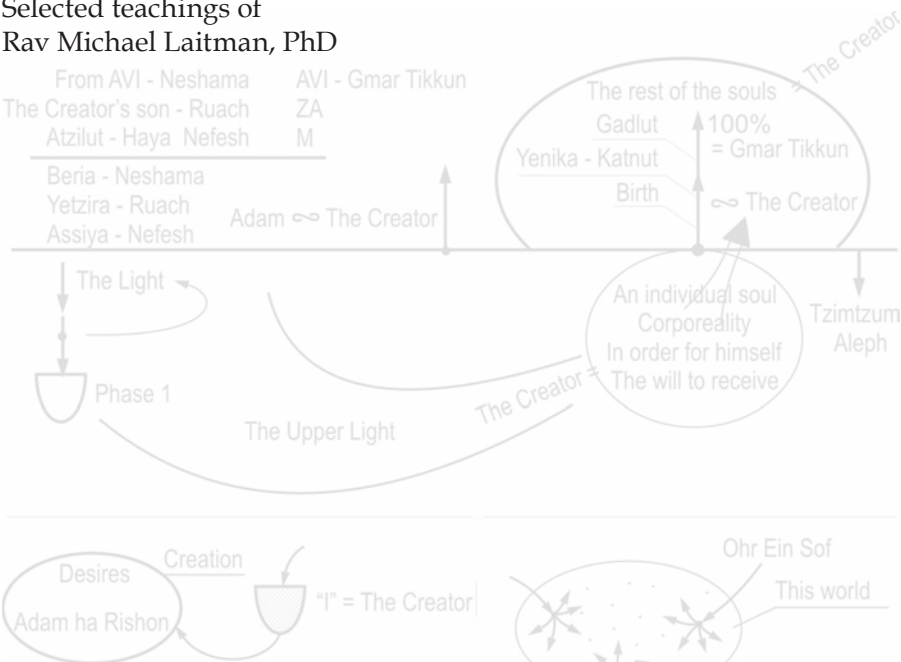 Selected teachings of
Rav Michael Laitman, PhD
From AVI - Neshama AVI - Gmar Tikkun
The Creator's son - Ruach ZA
Atzilut - Haya Nefesh M
Beria - Neshama
Yetzira - Ruach
Assiya - Nefesh
Adam ∾ The Creator
= The Creator
The rest of the souls
Gadlut 100%
= Gmar Tikkun
Yenika - Katnut
Birth ∾ The Creator
The Light
Phase 1
The Upper Light
The Creator =
An individual soul
Corporeality
In order for himself
The will to receive
Tzimtzum
Aleph
Desires
Adam ha Rishon
Creation
"I" = The Creator
Ohr Ein Sof
This world